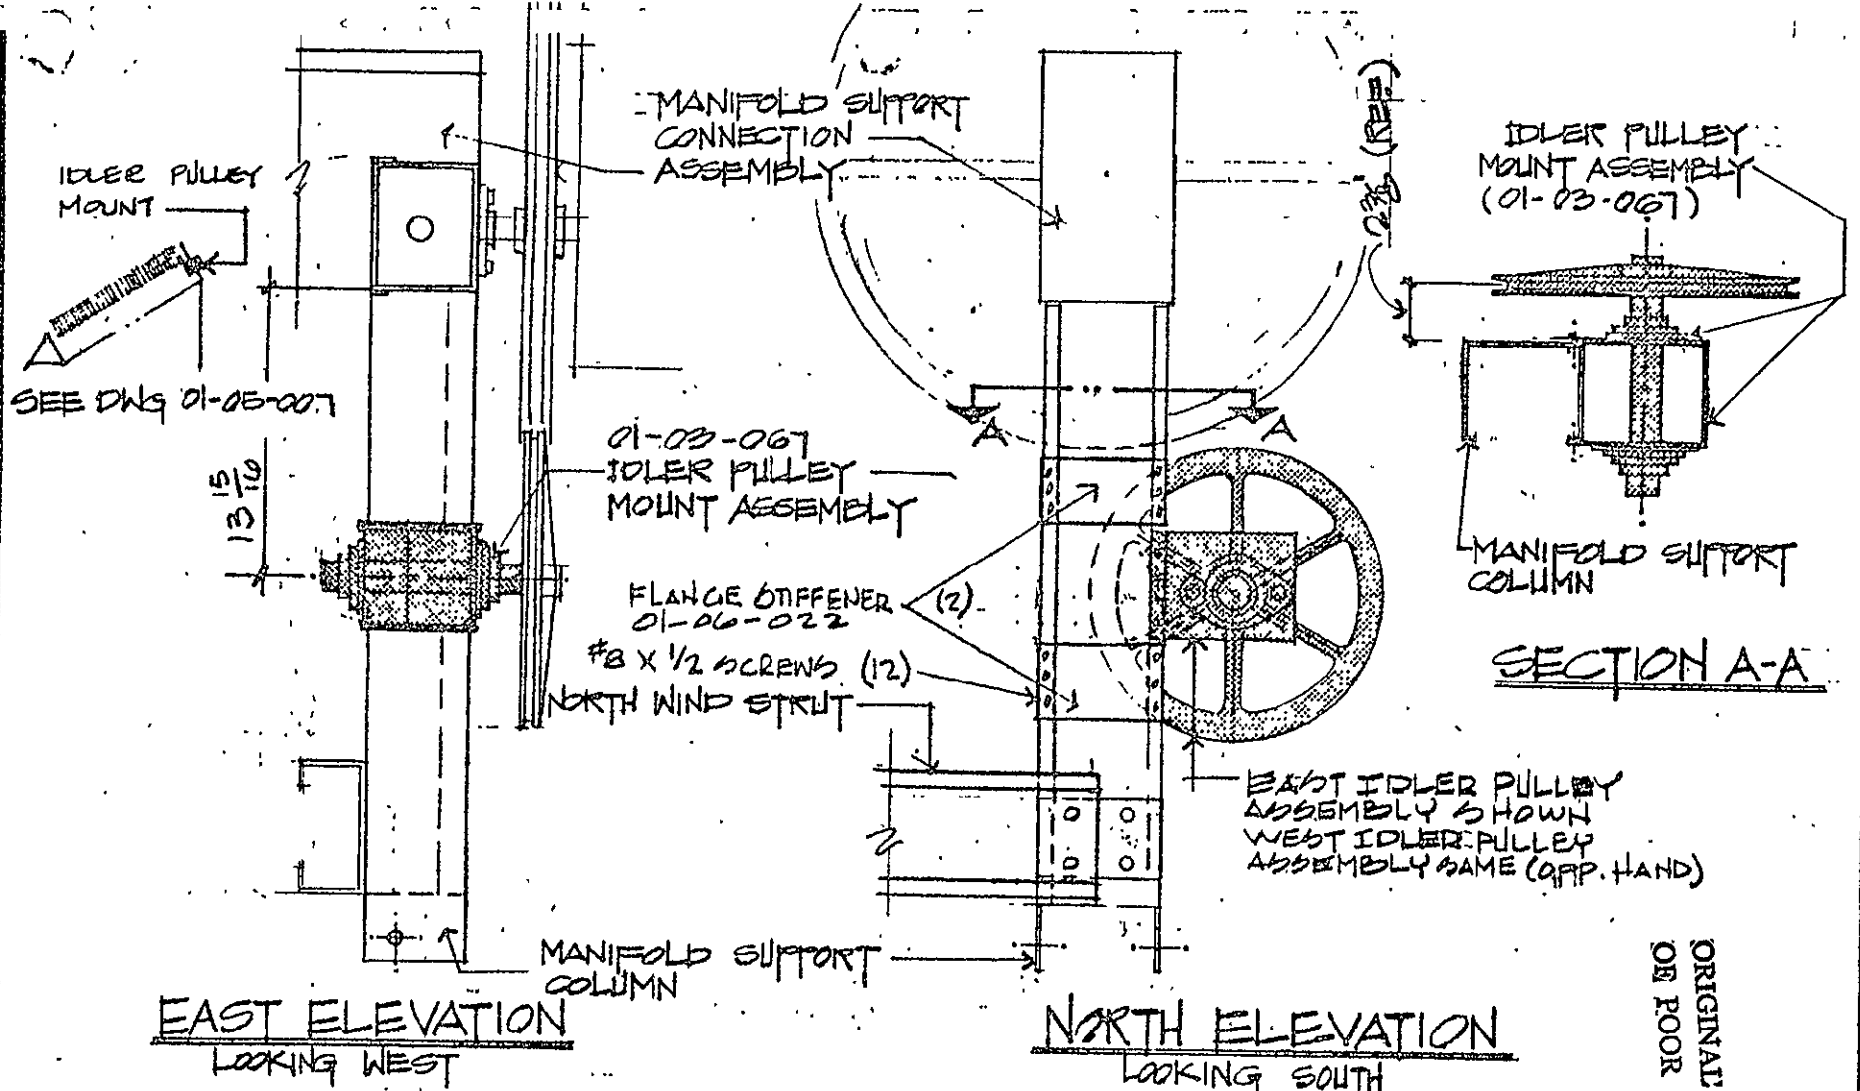 IDLER PULLEY
MOUNT
SEE DWG 01-05-007
13 15/16
MANIFOLD SUPPORT
CONNECTION
ASSEMBLY
01-03-067
IDLER PULLEY
MOUNT ASSEMBLY
FLANGE STIFFENER (2)
01-06-022
#8 X 1/2 SCREWS (12)
NORTH WIND STRUT
MANIFOLD SUPPORT
COLUMN
EAST ELEVATION
LOOKING WEST
A A
(REF)
EAST IDLER PULLEY
ASSEMBLY SHOWN
WEST IDLER PULLEY
ASSEMBLY SAME (OPP. HAND)
NORTH ELEVATION
LOOKING SOUTH
IDLER PULLEY
MOUNT ASSEMBLY
(01-03-067)
MANIFOLD SUPPORT
COLUMN
SECTION A-A
ORIGINAL
OF POOR